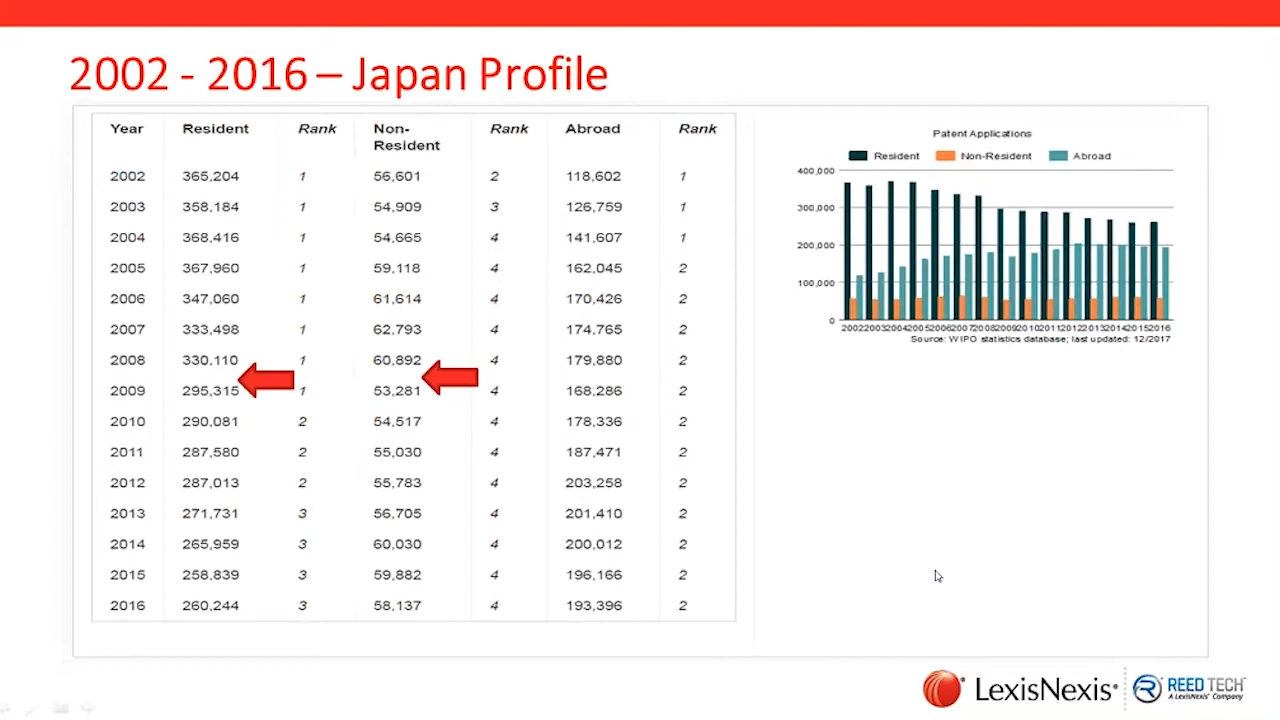 2002 - 2016 – Japan Profile
Year Resident Rank Non-Resident Rank Abroad Rank
2002 365,204 1 56,601 2 118,602 1
2003 358,184 1 54,909 3 126,759 1
2004 368,416 1 54,665 4 141,607 1
2005 367,960 1 59,118 4 162,045 2
2006 347,060 1 61,614 4 170,426 2
2007 333,498 1 62,793 4 174,765 2
2008 330,110 1 60,892 4 179,880 2
2009 295,315 1 53,281 4 168,286 2
2010 290,081 2 54,517 4 178,336 2
2011 287,580 2 55,030 4 187,471 2
2012 287,013 2 55,783 4 203,258 2
2013 271,731 3 56,705 4 201,410 2
2014 265,959 3 60,030 4 200,012 2
2015 258,839 3 59,882 4 196,166 2
2016 260,244 3 58,137 4 193,396 2
Patent Applications
Resident Non-Resident Abroad
400,000
300,000
200,000
100,000
0
2002 2003 2004 2005 2006 2007 2008 2009 2010 2011 2012 2013 2014 2015 2016
Source: WIPO statistics database; last updated: 12/2017
LexisNexis®
REED TECH™
A LexisNexis® Company